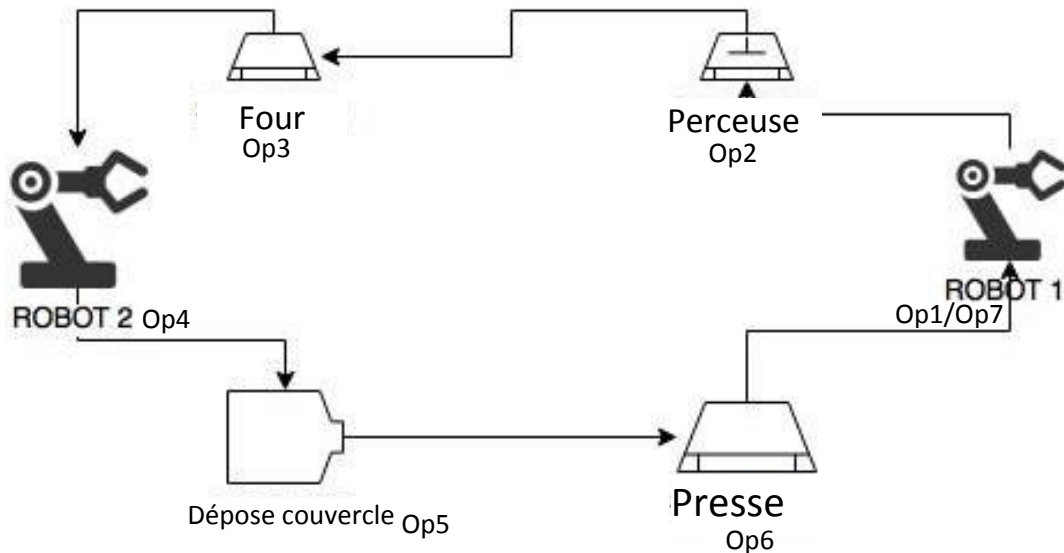 Four
Op3
Perceuse
Op2
ROBOT 2 Op4
ROBOT 1
Op1/Op7
Dépose couvercle Op5
Presse
Op6